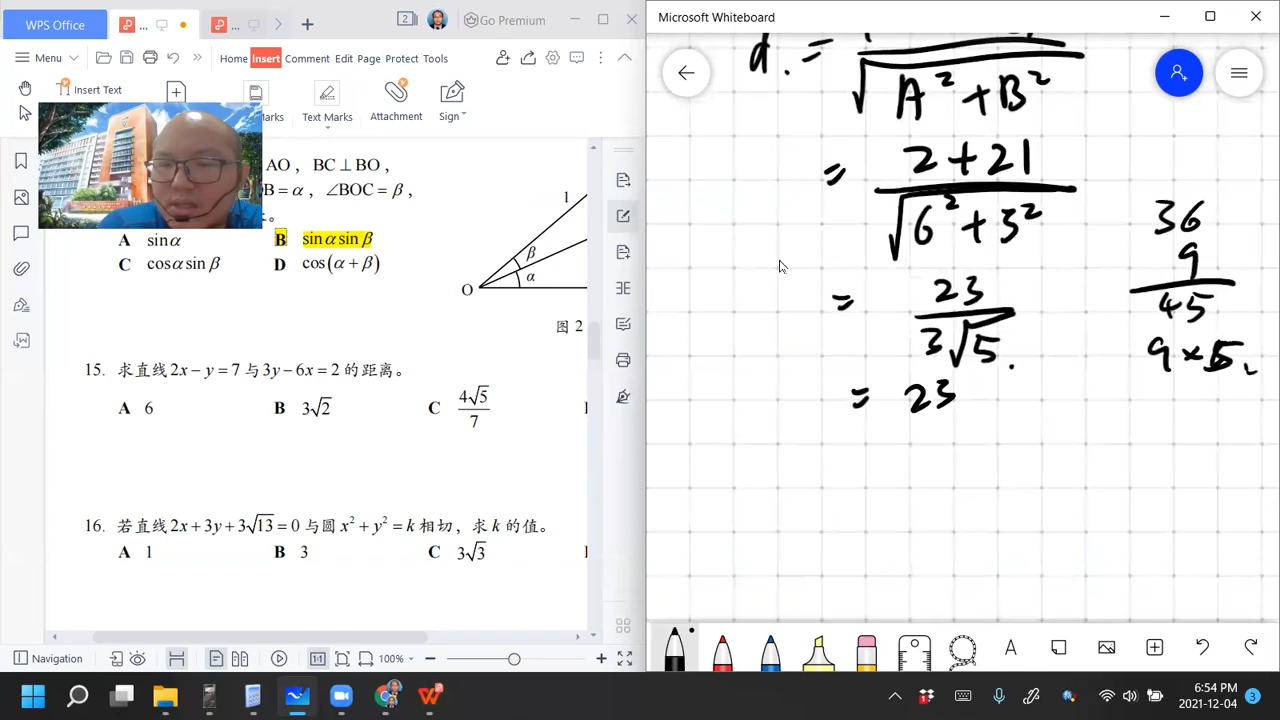 WPS Office
...
...
2
Go Premium
Microsoft Whiteboard
Menu
Home Insert Comment Edit Page Protect Tools
Insert Text
Text Marks
Attachment
Sign
AO， BC ⊥ BO，
OB = α， ∠BOC = β，
A sinα B sinα sinβ
C cosα sinβ D cos(α + β)
1
β
α
O
图 2
15. 求直线 2x − y = 7 与 3y − 6x = 2 的距离。
A 6 B 3√2 C 4√5/7
16. 若直线 2x + 3y + 3√13 = 0 与圆 x² + y² = k 相切，求 k 的值。
A 1 B 3 C 3√3
Navigation
100%
d. =
√A² + B²
= 2 + 21
√6² + 3²
= 23
3√5.
= 23
36
9
45
9 × 5
A
6:54 PM
2021-12-04
3